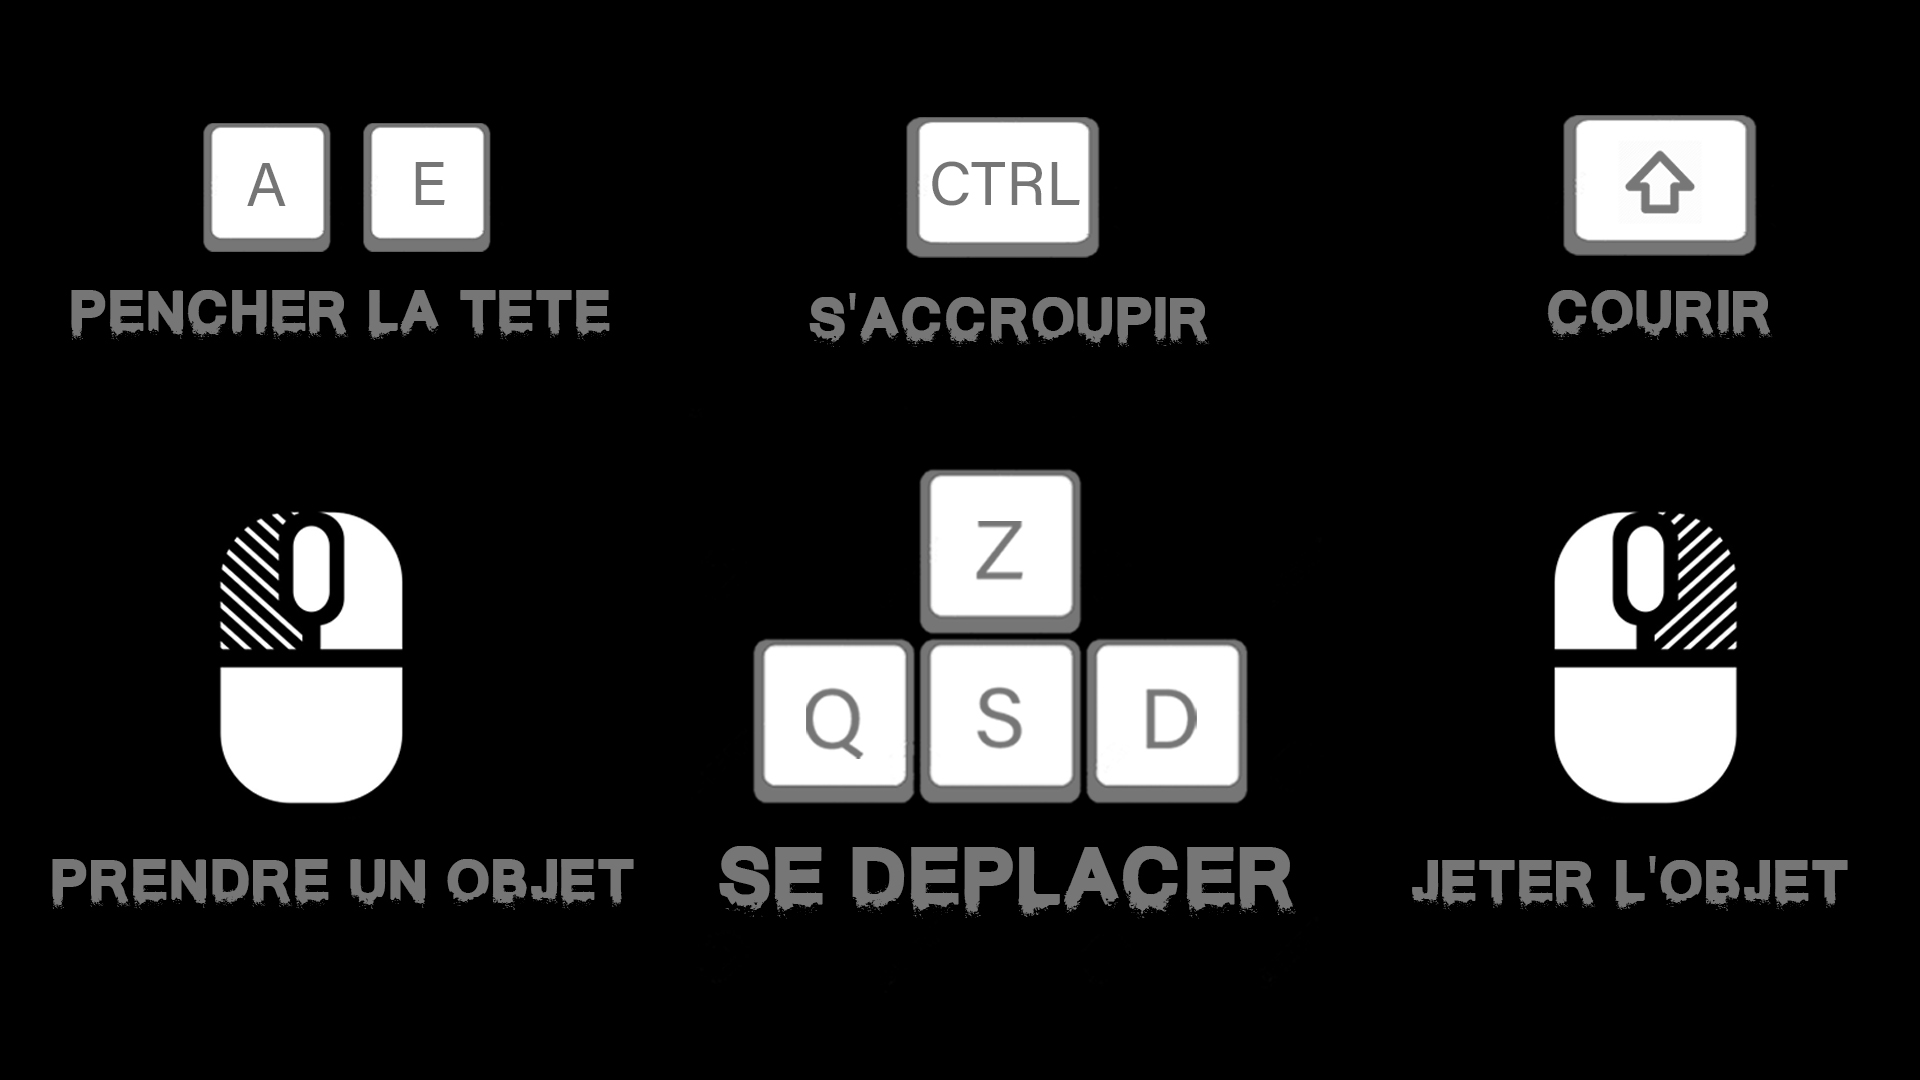 A E
CTRL
PENCHER LA TETE
S'ACCROUPIR
COURIR
Z
Q S D
PRENDRE UN OBJET
SE DEPLACER
JETER L'OBJET